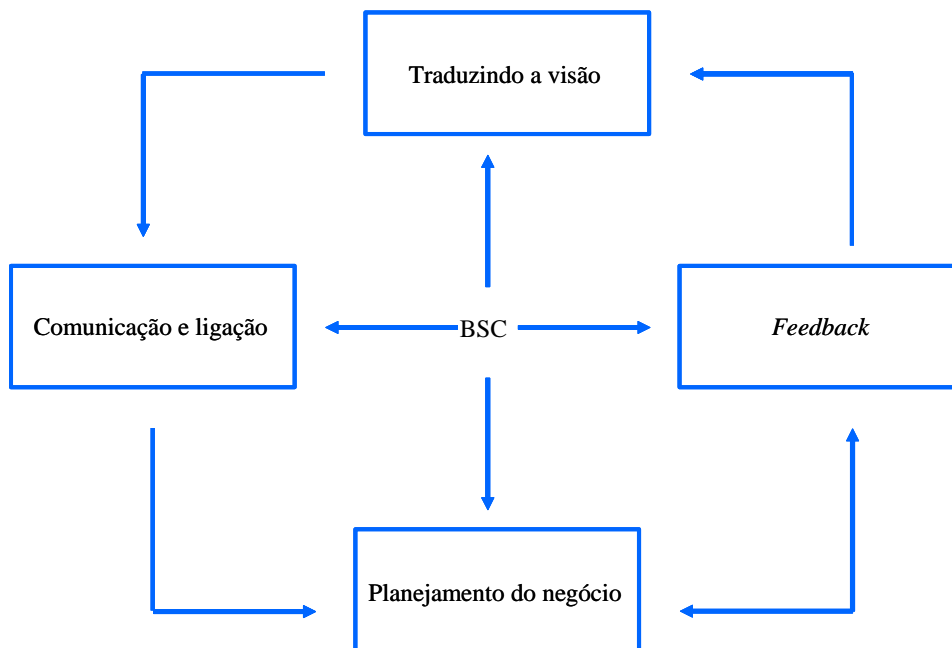 Traduzindo a visão
Comunicação e ligação
BSC
Feedback
Planejamento do negócio